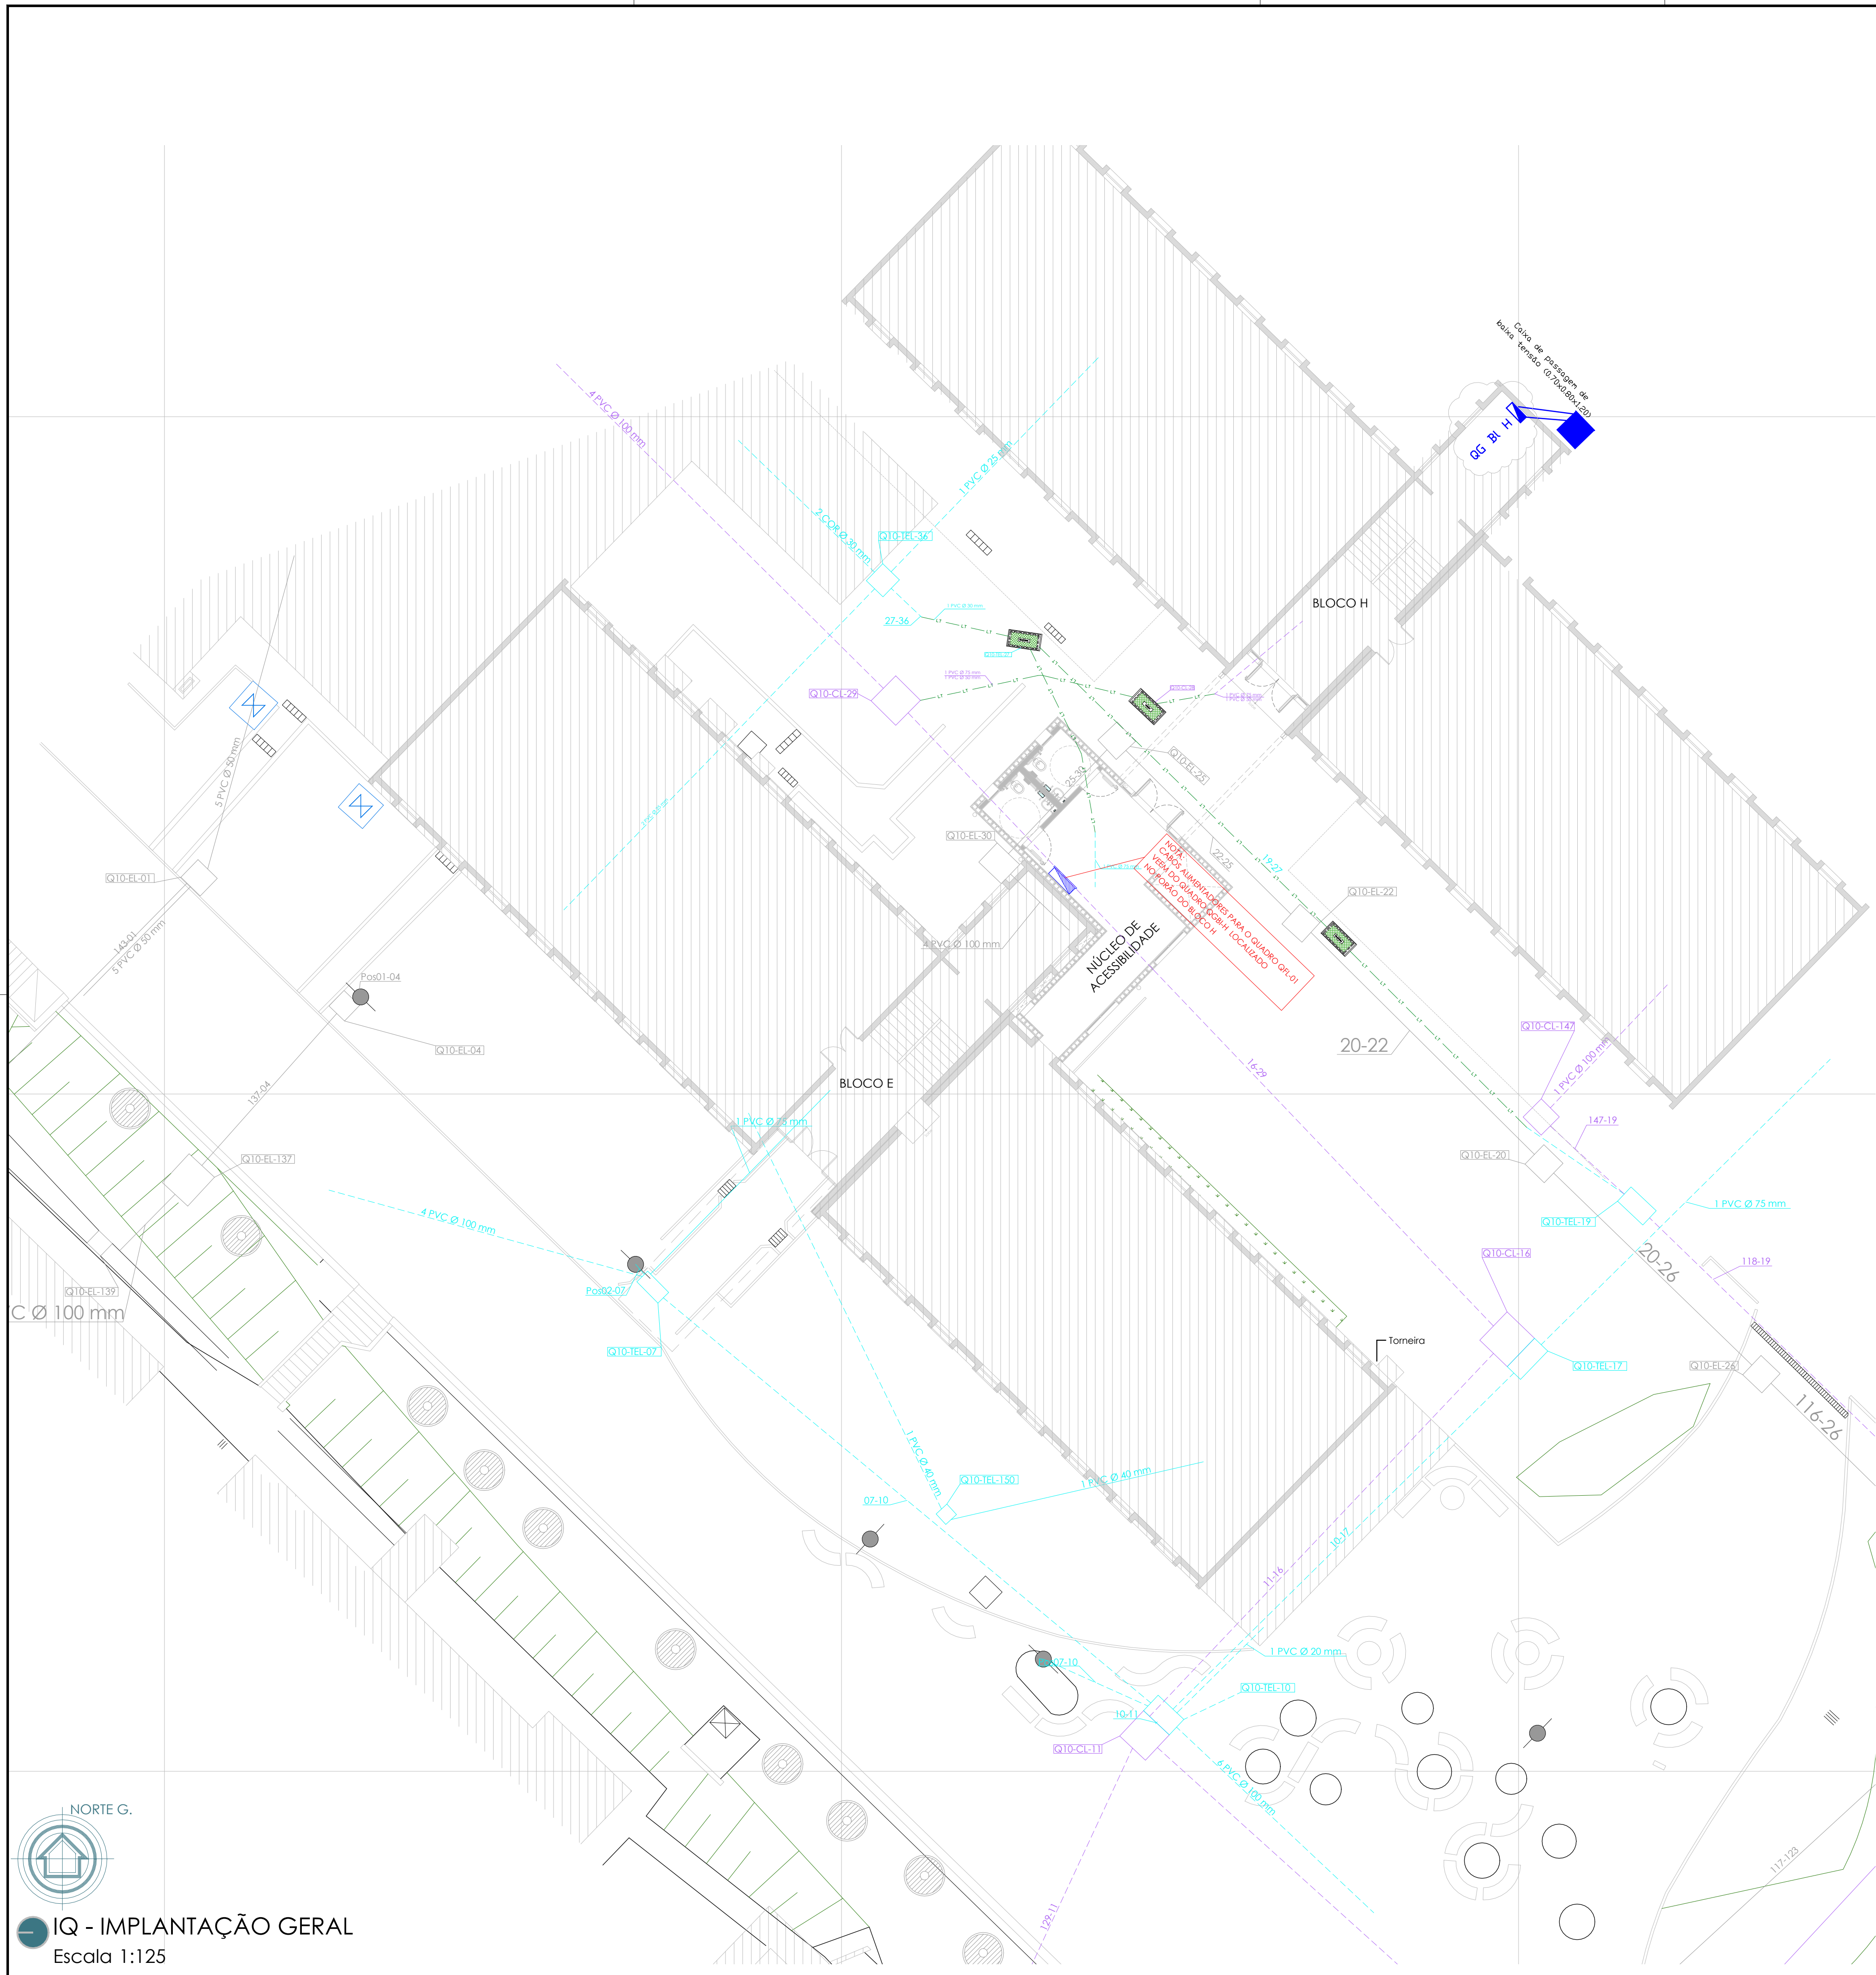 Caixa de passagem de
baixa tensão (0.70x0.80x1.20)
QG Bl H
4 PVC Ø 100 mm
1 PVC Ø 25 mm
2 COR Ø 30 mm
Q10-TEL-36
27-36
BLOCO H
Q10-CL-29
1 PVC Ø 75 mm
Q10-EL-25
25-30
5 PVC Ø 50 mm
Q10-EL-30
22-25
19-27
Q10-EL-22
Q10-EL-01
NOTA:
CABOS ALIMENTADORES PARA O QUADRO QFL-01
VEEM DO QUADRO QGBl-H LOCALIZADO
NO PORÃO DO BLOCO H
143-01
5 PVC Ø 50 mm
4 PVC Ø 100 mm
NÚCLEO DE
ACESSIBILIDADE
Pos01-04
Q10-EL-04
Q10-CL-147
20-22
1 PVC Ø 100 mm
16-29
BLOCO E
137-04
1 PVC Ø 75 mm
147-19
Q10-EL-20
Q10-EL-137
4 PVC Ø 100 mm
Q10-TEL-19
1 PVC Ø 75 mm
Q10-CL-16
20-26
118-19
Q10-EL-139
C Ø 100 mm
Pos02-07
Q10-TEL-07
Torneira
Q10-TEL-17
Q10-EL-26
116-26
1 PVC Ø 40 mm
Q10-TEL-150
1 PVC Ø 40 mm
07-10
10-17
11-16
1 PVC Ø 20 mm
07-10
Q10-TEL-10
10-11
Q10-CL-11
6 PVC Ø 100 mm
117-123
129-11
NORTE G.
IQ - IMPLANTAÇÃO GERAL
Escala 1:125